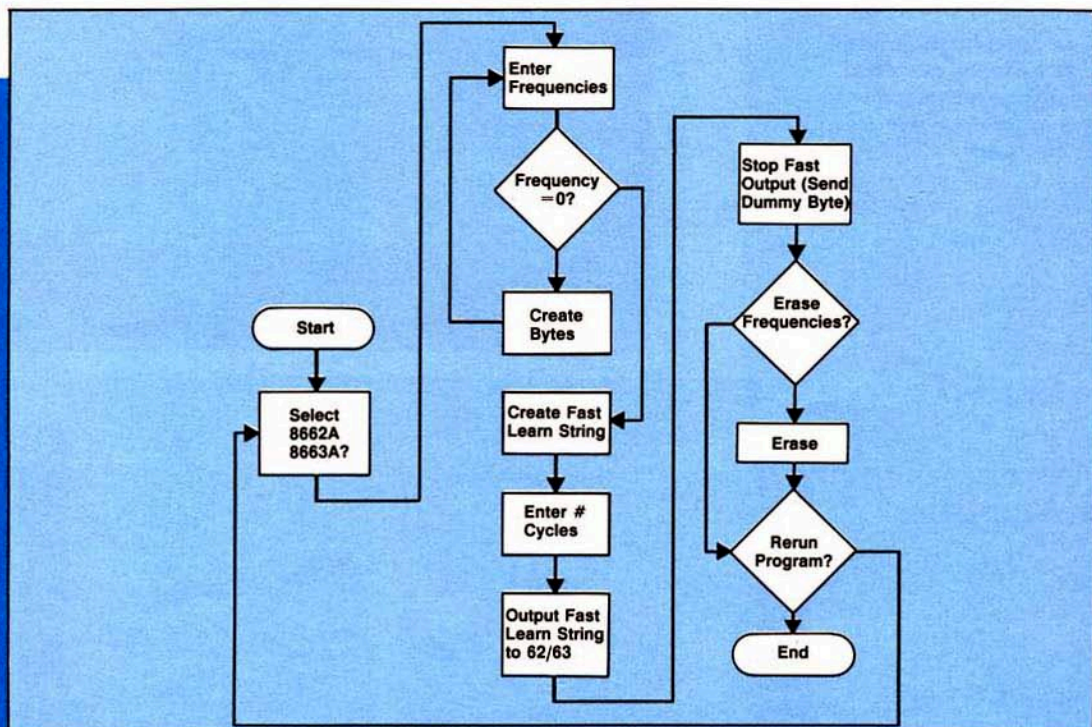 Start
Select
8662A
8663A?
Enter
Frequencies
Frequency
=0?
Create
Bytes
Create Fast
Learn String
Enter #
Cycles
Output Fast
Learn String
to 62/63
Stop Fast
Output (Send
Dummy Byte)
Erase
Frequencies?
Erase
Rerun
Program?
End